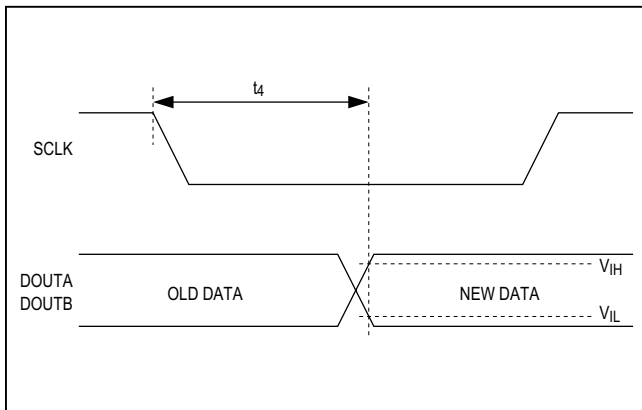 t4
SCLK
DOUTA
DOUTB
OLD DATA
NEW DATA
VIH
VIL